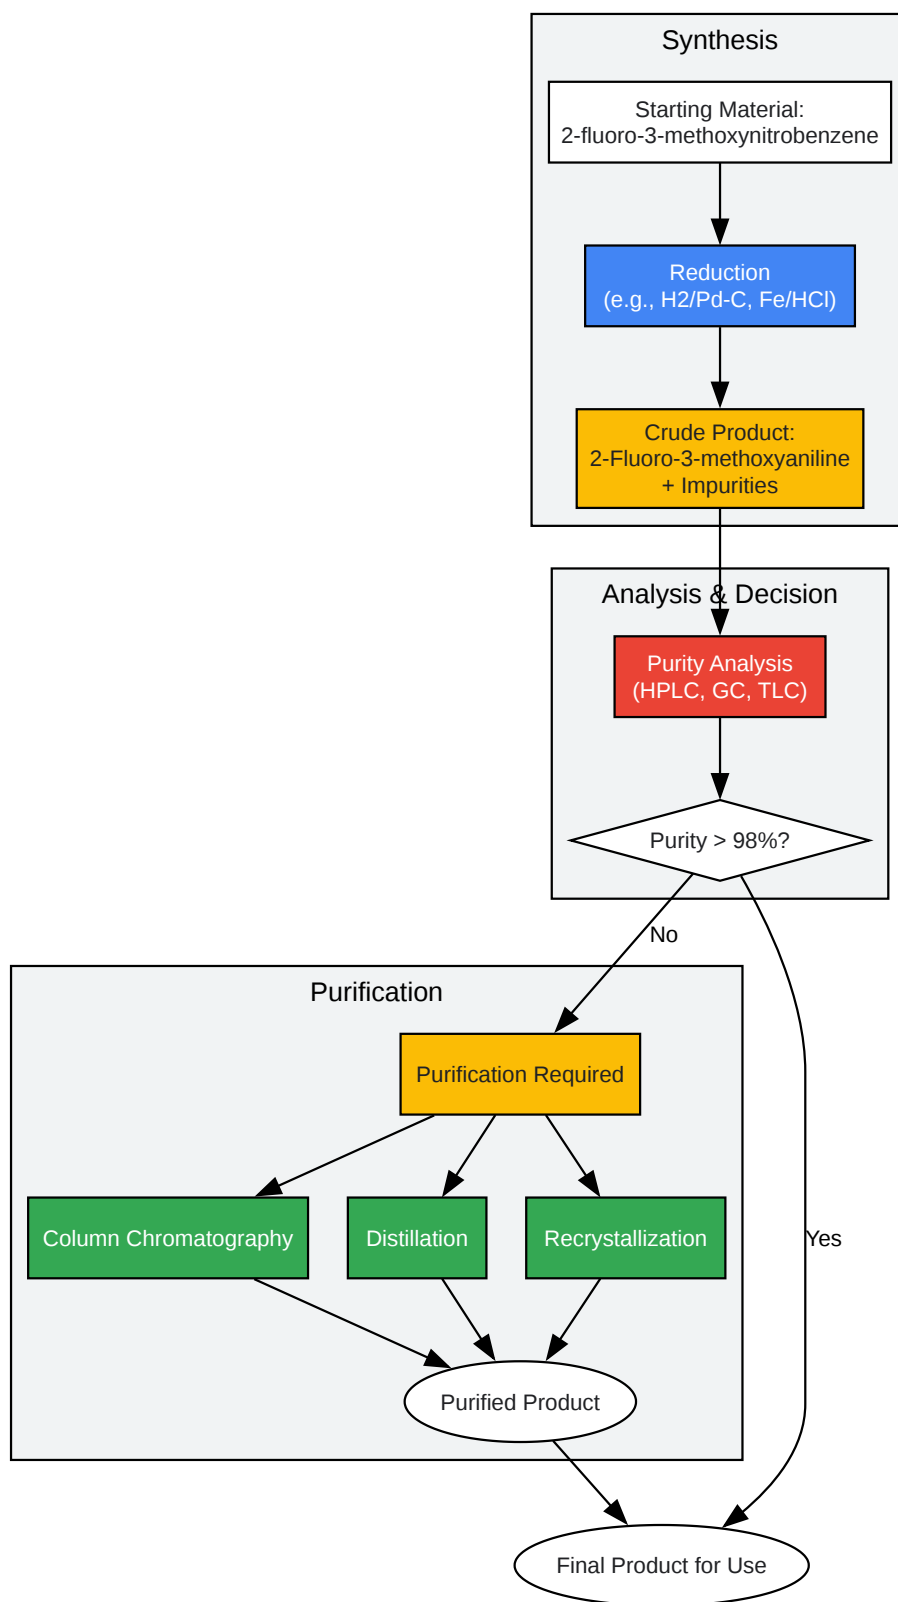 Synthesis
Starting Material:
2-fluoro-3-methoxynitrobenzene
Reduction
(e.g., H2/Pd-C, Fe/HCl)
Crude Product:
2-Fluoro-3-methoxyaniline
+ Impurities
Analysis & Decision
Purity Analysis
(HPLC, GC, TLC)
Purity > 98%?
No
Purification
Purification Required
Column Chromatography
Distillation
Recrystallization
Yes
Purified Product
Final Product for Use